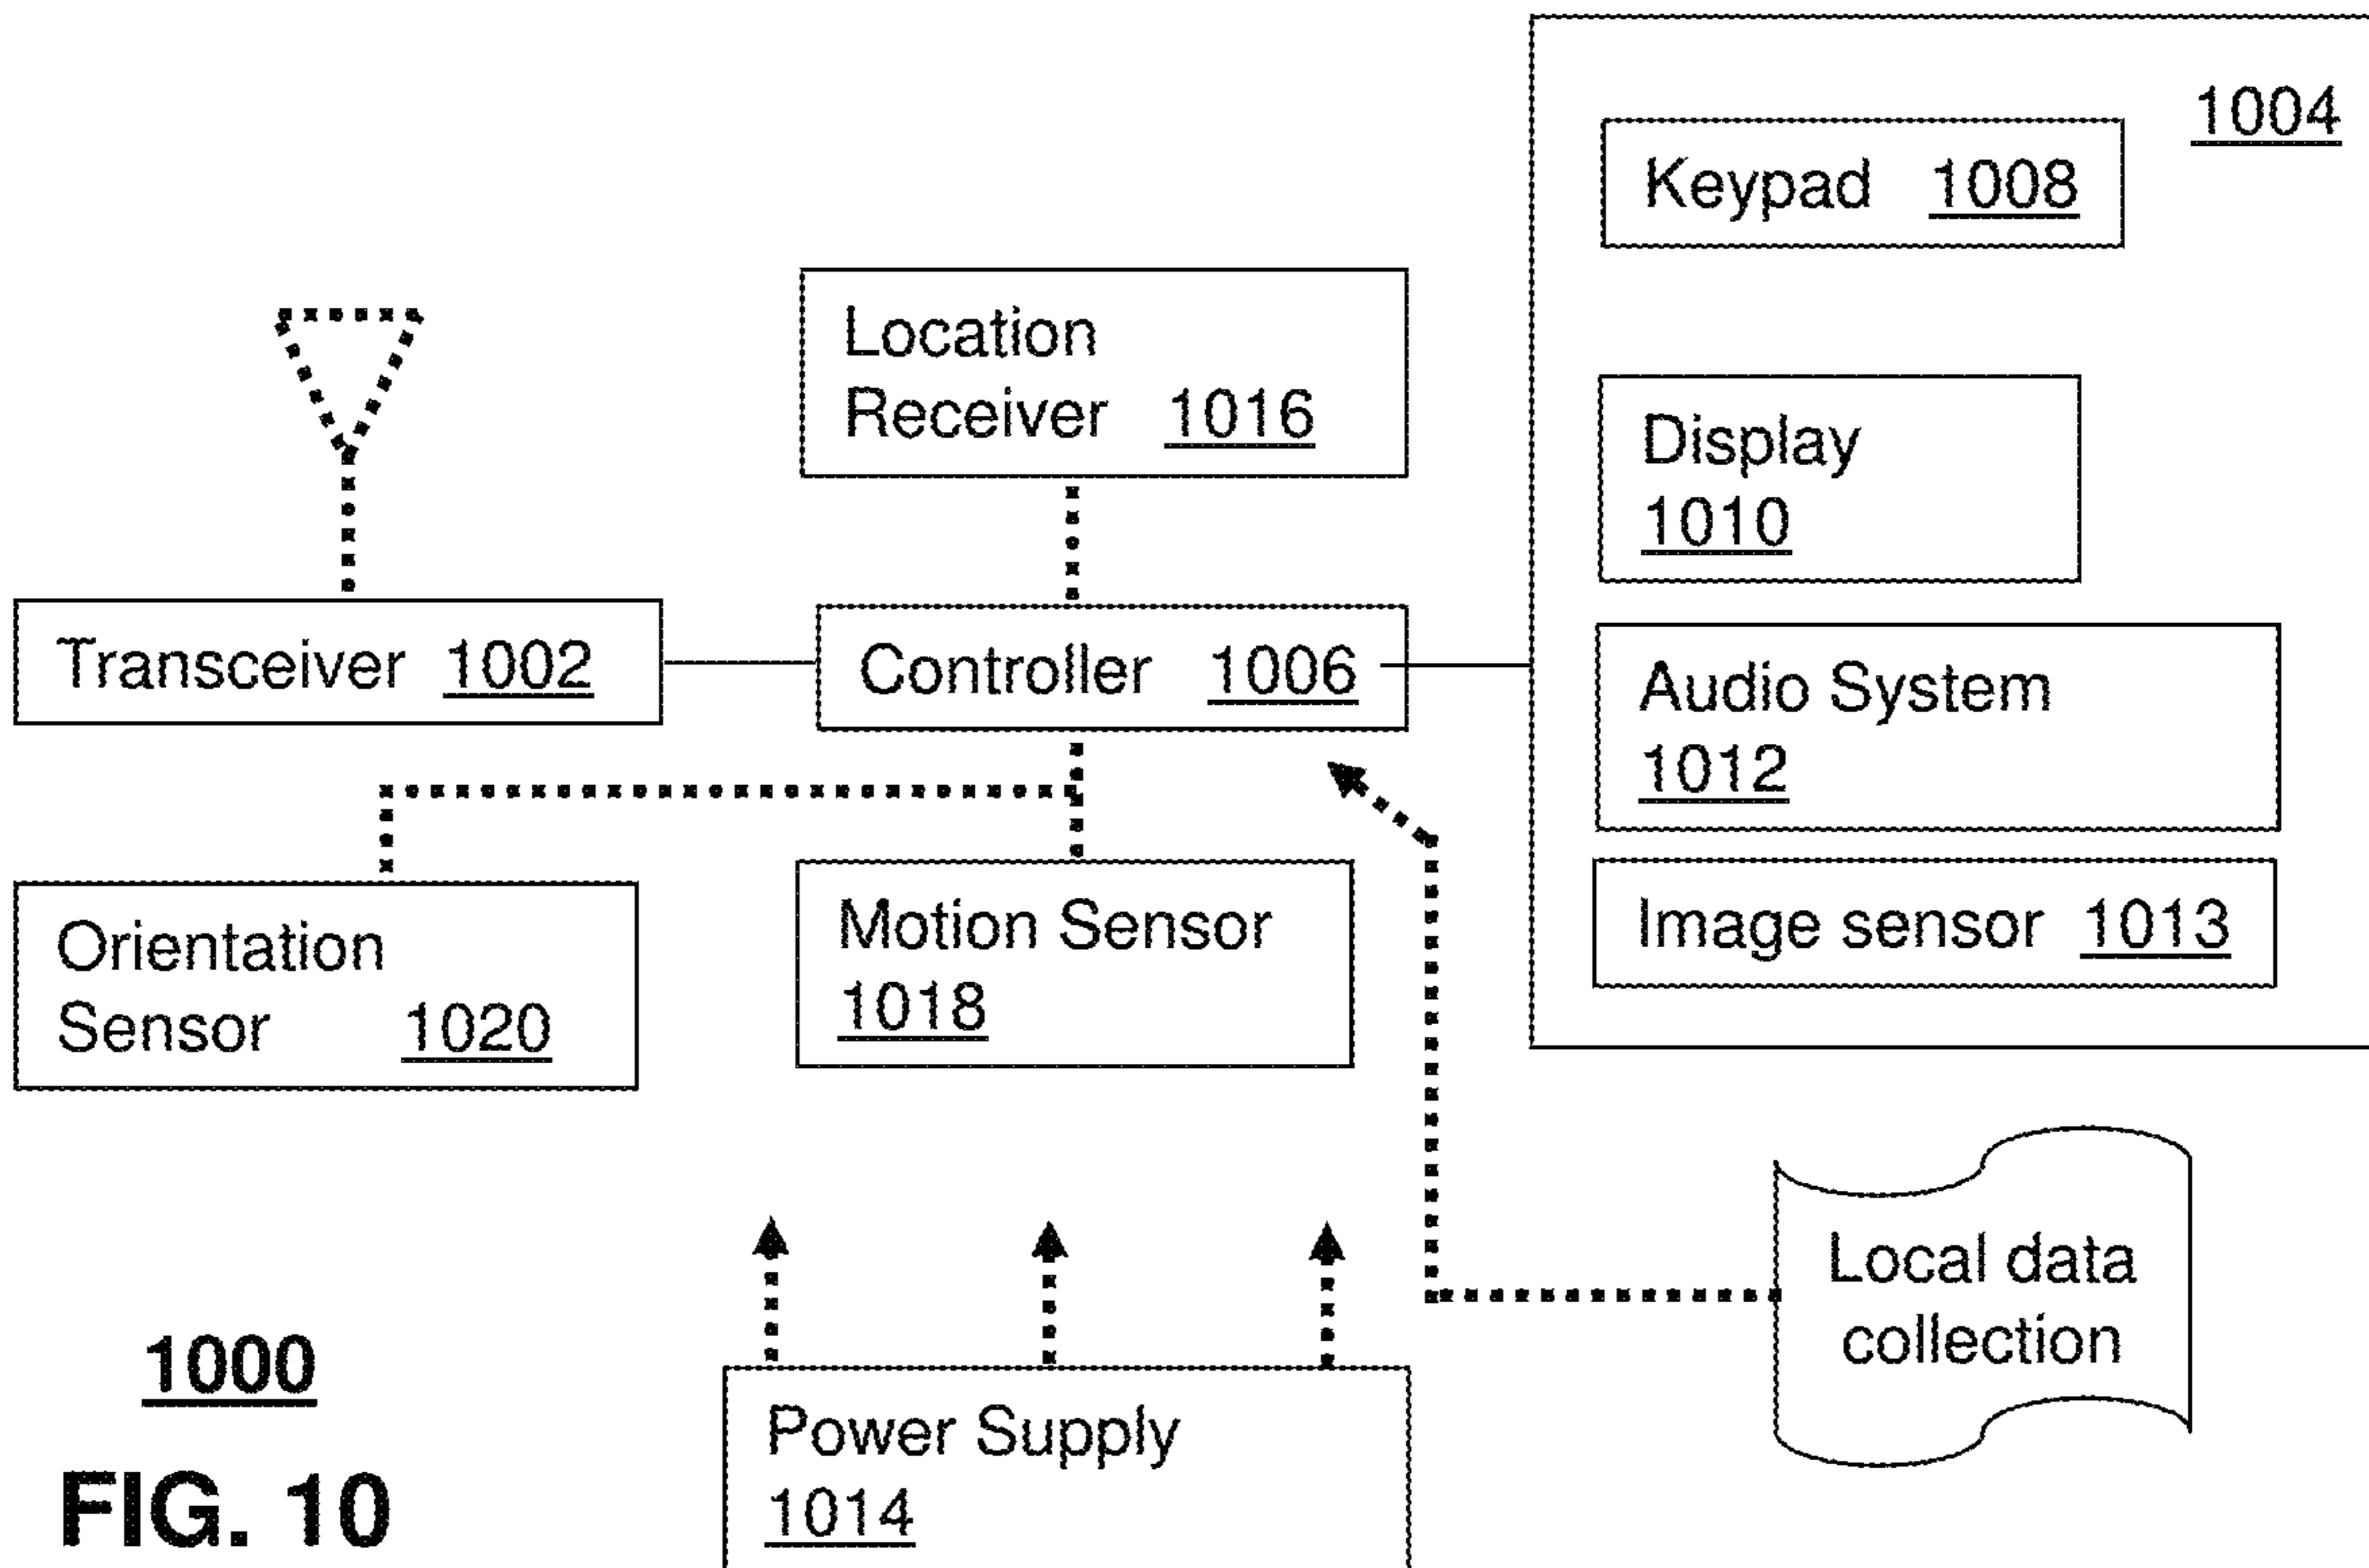 1004
Keypad 1008
Location
Receiver 1016
Display
1010
Transceiver 1002
Controller 1006
Audio System
1012
Image sensor 1013
Orientation
Sensor 1020
Motion Sensor
1018
Local data
collection
1000
FIG. 10
Power Supply
1014